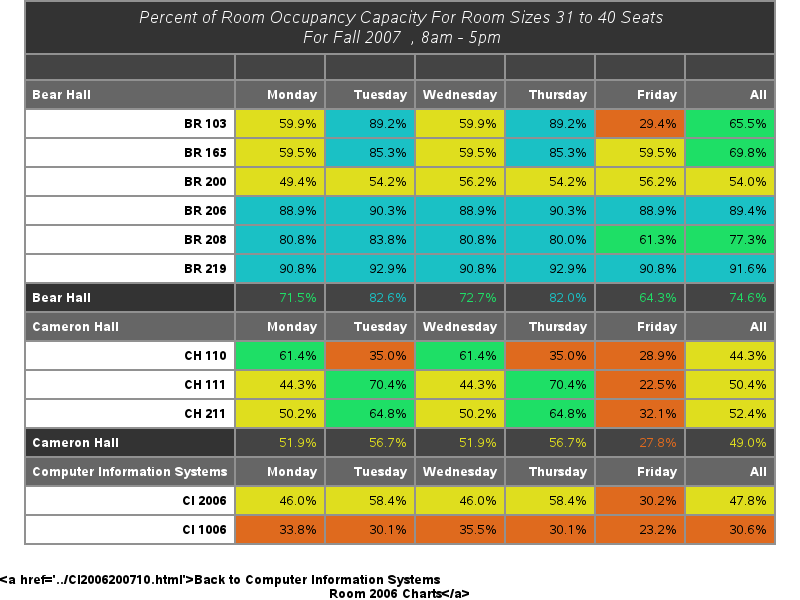 Percent of Room Occupancy Capacity For Room Sizes 31 to 40 Seats
For Fall 2007 , 8am - 5pm
Bear Hall Monday Tuesday Wednesday Thursday Friday All
BR 103 59.9% 89.2% 59.9% 89.2% 29.4% 65.5%
BR 165 59.5% 85.3% 59.5% 85.3% 59.5% 69.8%
BR 200 49.4% 54.2% 56.2% 54.2% 56.2% 54.0%
BR 206 88.9% 90.3% 88.9% 90.3% 88.9% 89.4%
BR 208 80.8% 83.8% 80.8% 80.0% 61.3% 77.3%
BR 219 90.8% 92.9% 90.8% 92.9% 90.8% 91.6%
Bear Hall 71.5% 82.6% 72.7% 82.0% 64.3% 74.6%
Cameron Hall Monday Tuesday Wednesday Thursday Friday All
CH 110 61.4% 35.0% 61.4% 35.0% 28.9% 44.3%
CH 111 44.3% 70.4% 44.3% 70.4% 22.5% 50.4%
CH 211 50.2% 64.8% 50.2% 64.8% 32.1% 52.4%
Cameron Hall 51.9% 56.7% 51.9% 56.7% 27.8% 49.0%
Computer Information Systems Monday Tuesday Wednesday Thursday Friday All
CI 2006 46.0% 58.4% 46.0% 58.4% 30.2% 47.8%
CI 1006 33.8% 30.1% 35.5% 30.1% 23.2% 30.6%
<a href='../CI2006200710.html'>Back to Computer Information Systems
Room 2006 Charts</a>